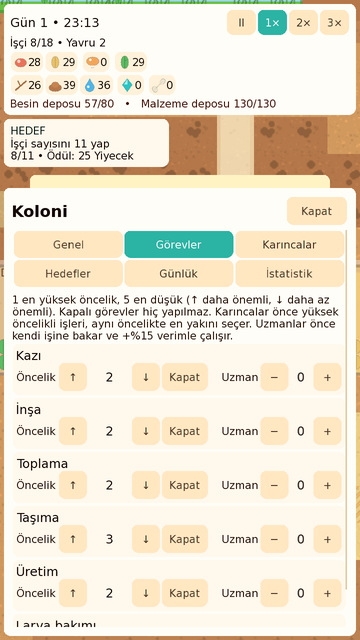 Gün 1 • 23:13
II 1× 2× 3×
İşçi 8/18 • Yavru 2
28 29 0 29
26 39 36 0 0
Besin deposu 57/80 • Malzeme deposu 130/130
HEDEF
İşçi sayısını 11 yap
8/11 • Ödül: 25 Yiyecek
Koloni
Kapat
Genel Görevler Karıncalar
Hedefler Günlük İstatistik
1 en yüksek öncelik, 5 en düşük (↑ daha önemli, ↓ daha az
önemli). Kapalı görevler hiç yapılmaz. Karıncalar önce yüksek
öncelikli işleri, aynı öncelikte en yakını seçer. Uzmanlar önce
kendi işine bakar ve +%15 verimle çalışır.
Kazı
Öncelik ↑ 2 ↓ Kapat Uzman − 0 +
İnşa
Öncelik ↑ 2 ↓ Kapat Uzman − 0 +
Toplama
Öncelik ↑ 2 ↓ Kapat Uzman − 0 +
Taşıma
Öncelik ↑ 3 ↓ Kapat Uzman − 0 +
Üretim
Öncelik ↑ 2 ↓ Kapat Uzman − 0 +
Larva bakımı